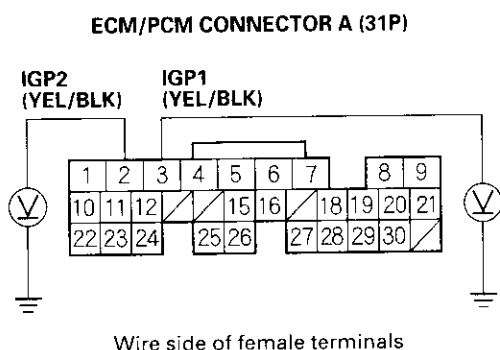 ECM/PCM CONNECTOR A (31P)
IGP2 IGP1
(YEL/BLK) (YEL/BLK)
1 2 3 4 5 6 7 8 9
V 10 11 12 15 16 18 19 20 21 V
22 23 24 25 26 27 28 29 30
Wire side of female terminals